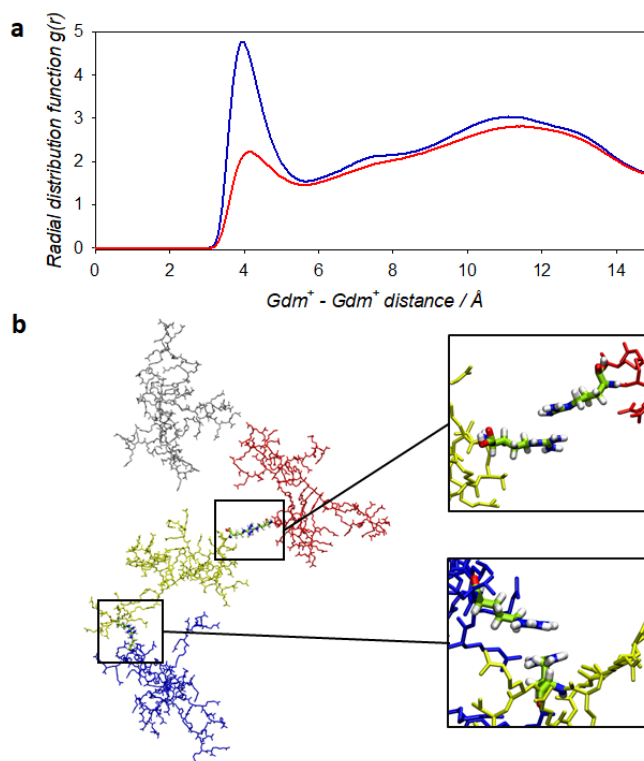 a
Radial distribution function g(r)
5
4
3
2
1
0
0 2 4 6 8 10 12 14
Gdm⁺ - Gdm⁺ distance / Å
b